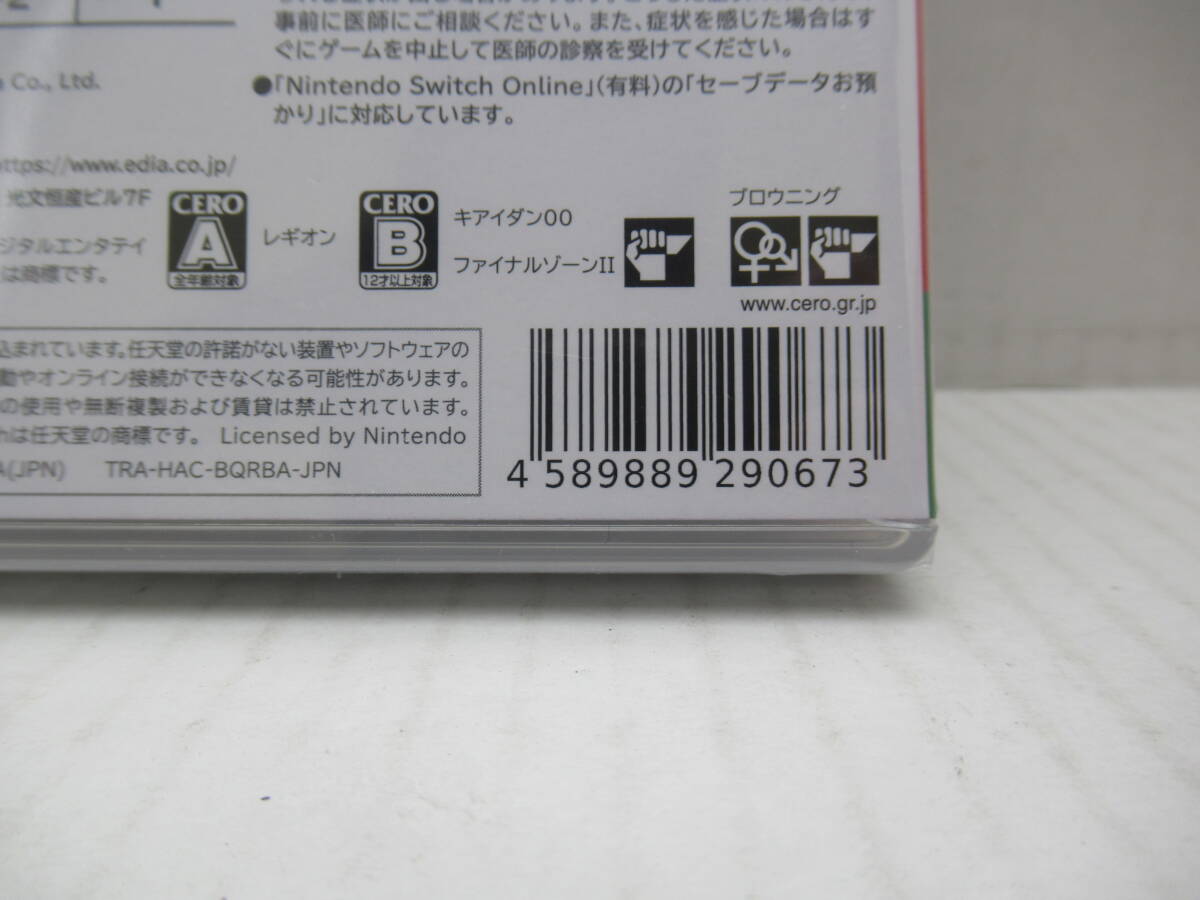 事前に医師にご相談ください。また、症状を感じた場合はす
ぐにゲームを中止して医師の診察を受けてください。
●「Nintendo Switch Online」(有料)の「セーブデータお預
かり」に対応しています。
Co., Ltd.
https://www.edia.co.jp/
光文恒産ビル7F
ジタルエンタテイ
は商標です。
CERO
A
全年齢対象
レギオン
CERO
B
12才以上対象
キアイダン00
ファイナルゾーンII
ブロウニング
www.cero.gr.jp
込まれています。任天堂の許諾がない装置やソフトウェアの
動やオンライン接続ができなくなる可能性があります。
の使用や無断複製および賃貸は禁止されています。
hは任天堂の商標です。 Licensed by Nintendo
A(JPN) TRA-HAC-BQRBA-JPN
4 589889 290673